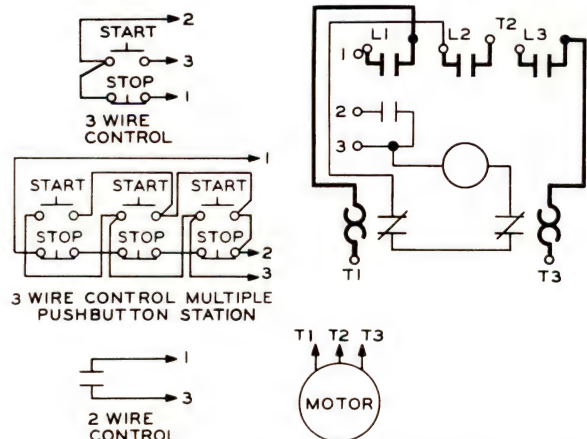 2
START
3
STOP
1
3 WIRE
CONTROL
1
START START START
STOP STOP STOP
2
3
3 WIRE CONTROL MULTIPLE
PUSHBUTTON STATION
1
3
2 WIRE
CONTROL
L1 L2 T2 L3
1
2
3
T1 T3
T1 T2 T3
MOTOR